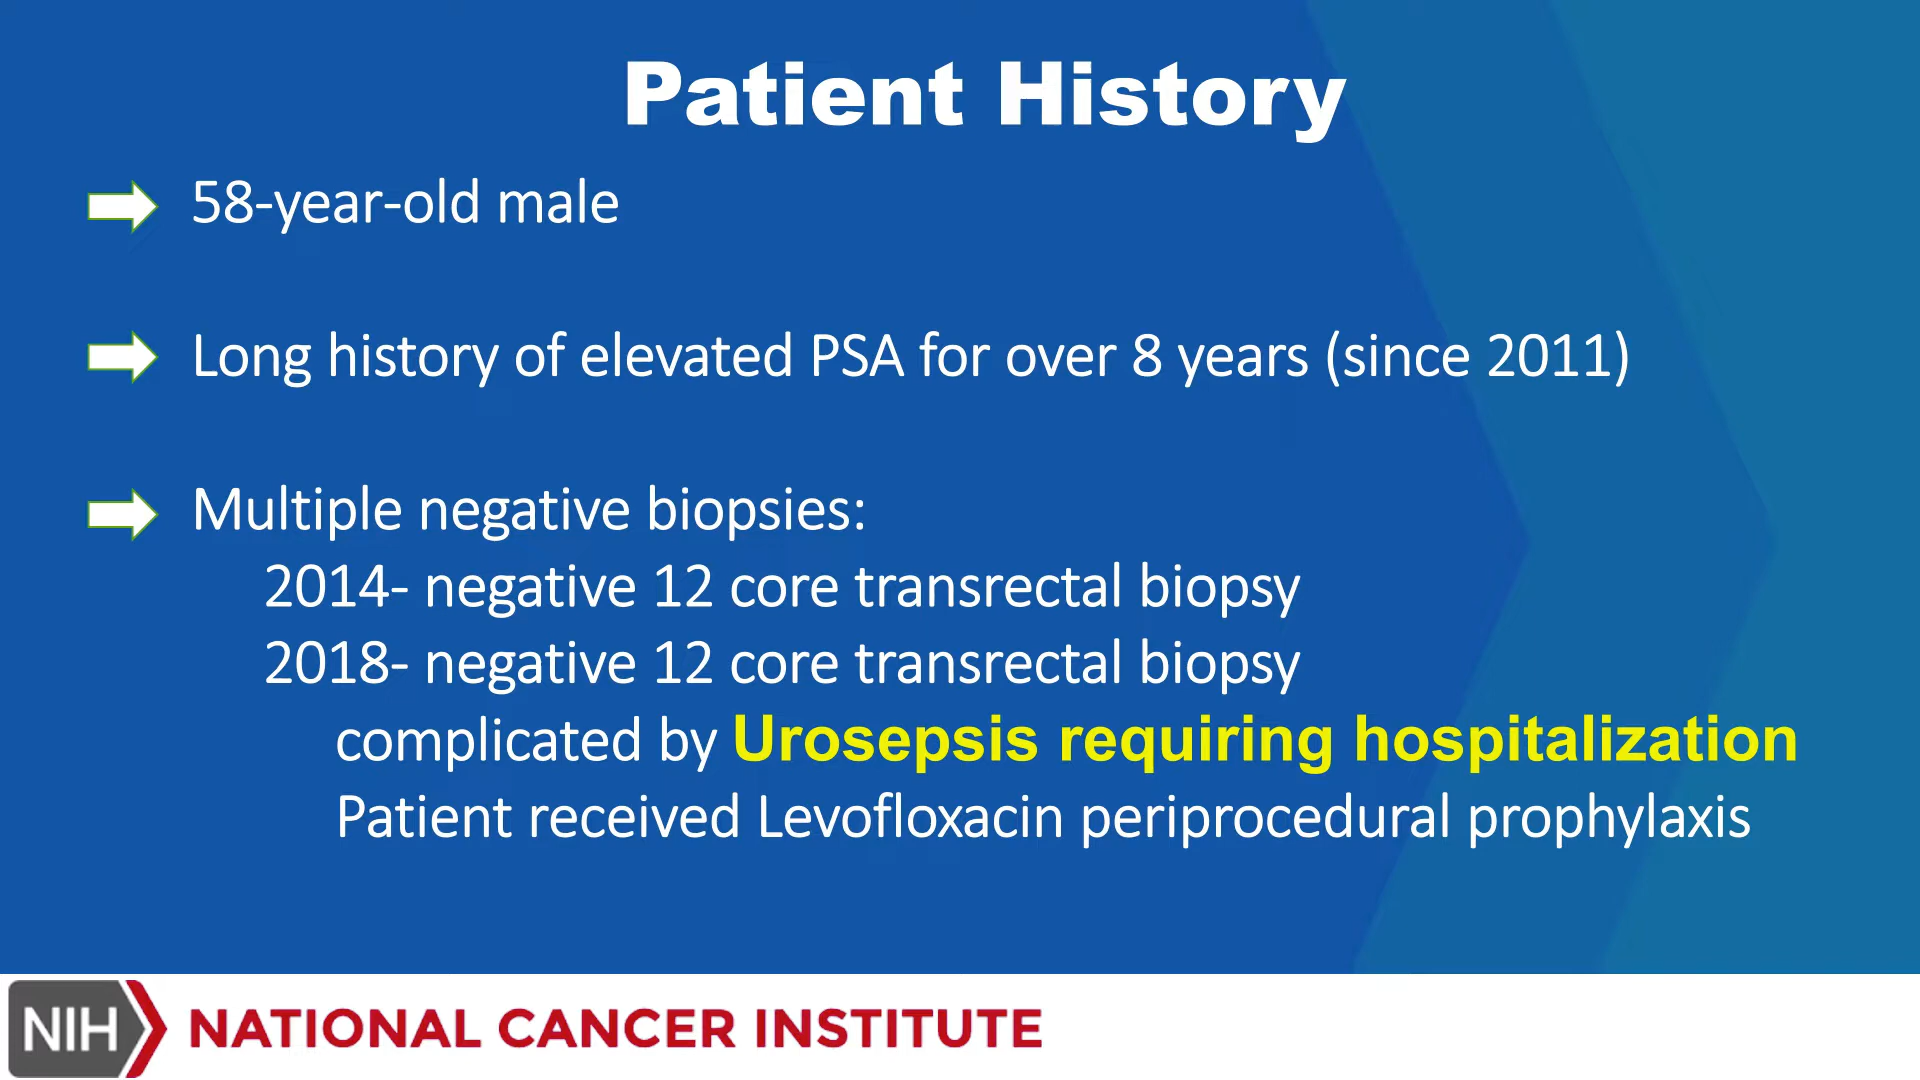 Patient History
58-year-old male
Long history of elevated PSA for over 8 years (since 2011)
Multiple negative biopsies:
2014- negative 12 core transrectal biopsy
2018- negative 12 core transrectal biopsy
complicated by Urosepsis requiring hospitalization
Patient received Levofloxacin periprocedural prophylaxis
NIH NATIONAL CANCER INSTITUTE